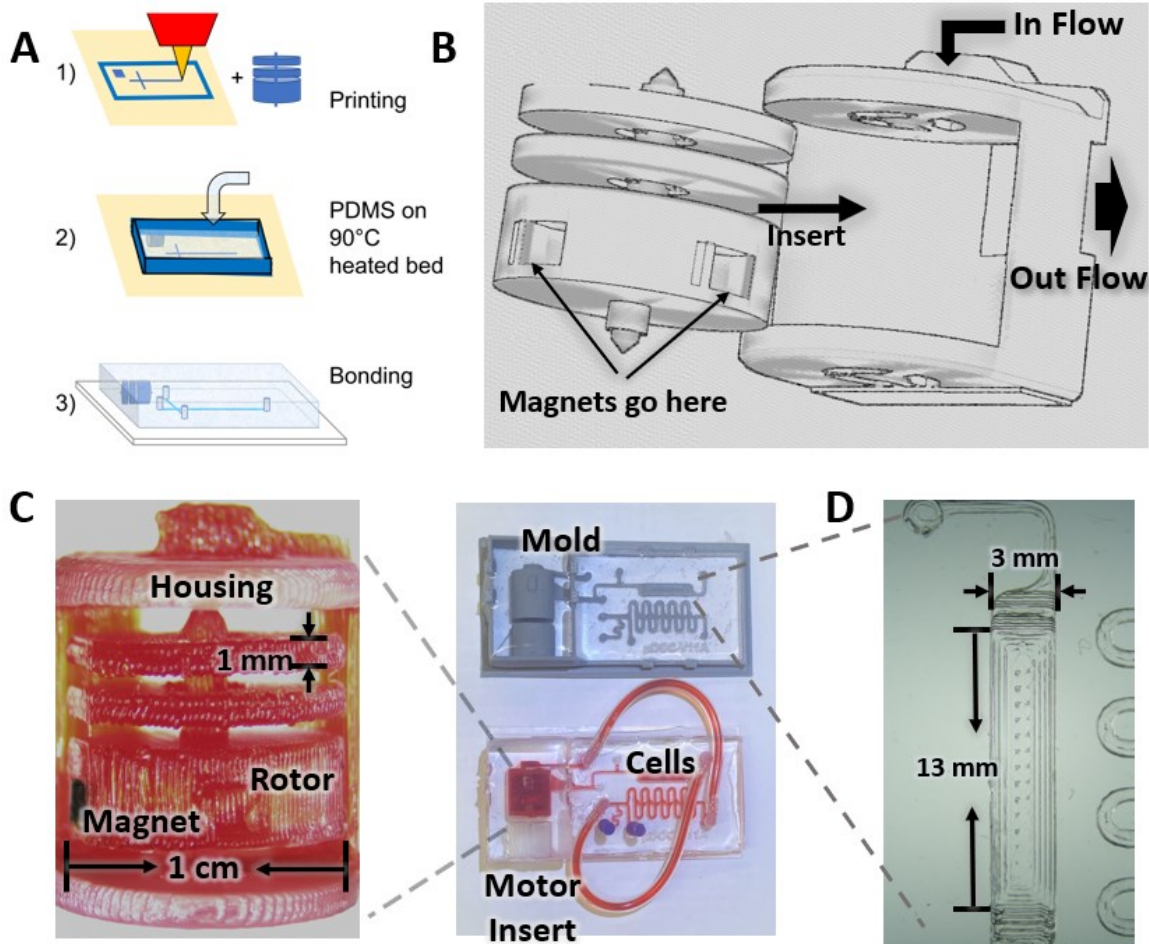 A
1)
+
Printing
2)
PDMS on
90°C
heated bed
3)
Bonding
B
In Flow
Insert
Out Flow
Magnets go here
C
Housing
1 mm
Rotor
Magnet
1 cm
Mold
Cells
Motor
Insert
D
3 mm
13 mm